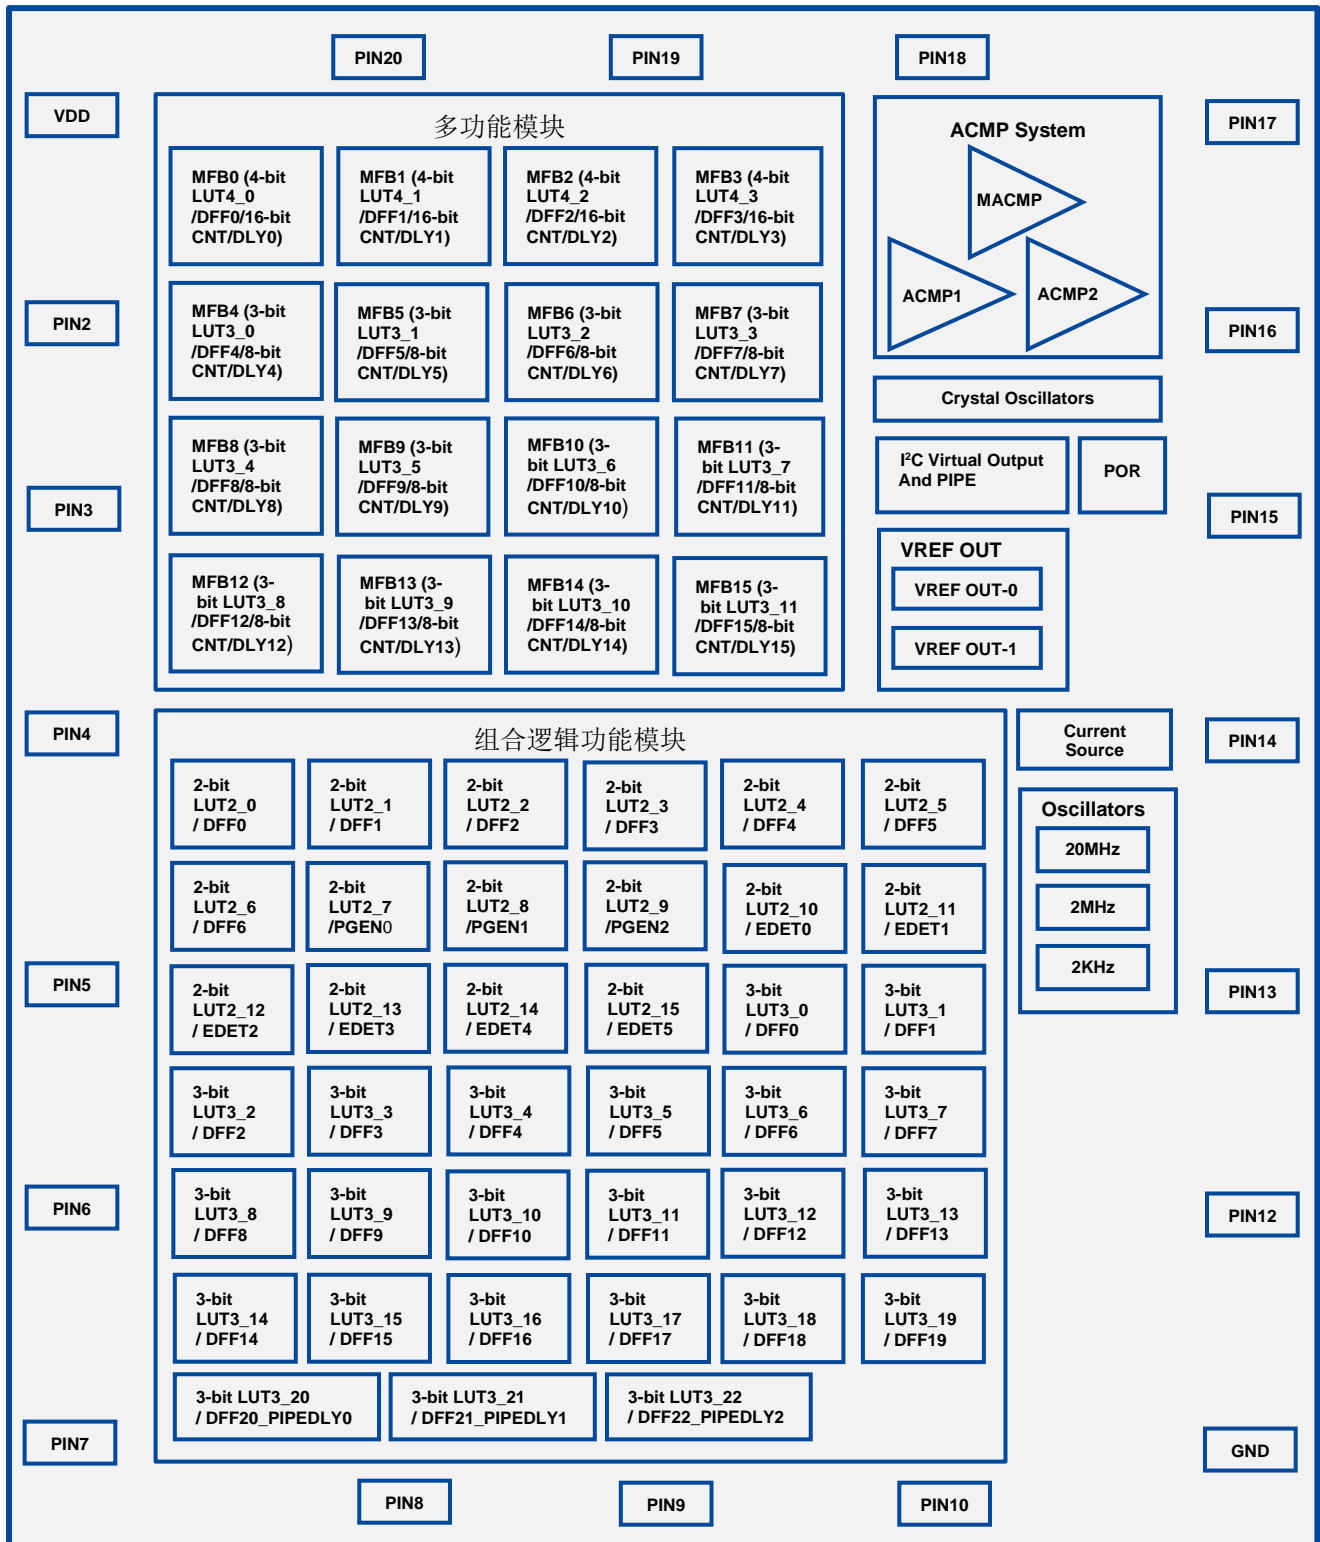 PIN20
PIN19
PIN18
VDD
PIN2
PIN3
PIN4
PIN5
PIN6
PIN7
多功能模块
MFB0 (4-bit
LUT4_0
/DFF0/16-bit
CNT/DLY0)
MFB1 (4-bit
LUT4_1
/DFF1/16-bit
CNT/DLY1)
MFB2 (4-bit
LUT4_2
/DFF2/16-bit
CNT/DLY2)
MFB3 (4-bit
LUT4_3
/DFF3/16-bit
CNT/DLY3)
MFB4 (3-bit
LUT3_0
/DFF4/8-bit
CNT/DLY4)
MFB5 (3-bit
LUT3_1
/DFF5/8-bit
CNT/DLY5)
MFB6 (3-bit
LUT3_2
/DFF6/8-bit
CNT/DLY6)
MFB7 (3-bit
LUT3_3
/DFF7/8-bit
CNT/DLY7)
MFB8 (3-bit
LUT3_4
/DFF8/8-bit
CNT/DLY8)
MFB9 (3-bit
LUT3_5
/DFF9/8-bit
CNT/DLY9)
MFB10 (3-
bit LUT3_6
/DFF10/8-bit
CNT/DLY10)
MFB11 (3-
bit LUT3_7
/DFF11/8-bit
CNT/DLY11)
MFB12 (3-
bit LUT3_8
/DFF12/8-bit
CNT/DLY12)
MFB13 (3-
bit LUT3_9
/DFF13/8-bit
CNT/DLY13)
MFB14 (3-
bit LUT3_10
/DFF14/8-bit
CNT/DLY14)
MFB15 (3-
bit LUT3_11
/DFF15/8-bit
CNT/DLY15)
ACMP System
MACMP
ACMP1
ACMP2
Crystal Oscillators
I²C Virtual Output
And PIPE
POR
VREF OUT
VREF OUT-0
VREF OUT-1
组合逻辑功能模块
2-bit
LUT2_0
/ DFF0
2-bit
LUT2_1
/ DFF1
2-bit
LUT2_2
/ DFF2
2-bit
LUT2_3
/ DFF3
2-bit
LUT2_4
/ DFF4
2-bit
LUT2_5
/ DFF5
2-bit
LUT2_6
/ DFF6
2-bit
LUT2_7
/PGEN0
2-bit
LUT2_8
/PGEN1
2-bit
LUT2_9
/PGEN2
2-bit
LUT2_10
/ EDET0
2-bit
LUT2_11
/ EDET1
2-bit
LUT2_12
/ EDET2
2-bit
LUT2_13
/ EDET3
2-bit
LUT2_14
/ EDET4
2-bit
LUT2_15
/ EDET5
3-bit
LUT3_0
/ DFF0
3-bit
LUT3_1
/ DFF1
3-bit
LUT3_2
/ DFF2
3-bit
LUT3_3
/ DFF3
3-bit
LUT3_4
/ DFF4
3-bit
LUT3_5
/ DFF5
3-bit
LUT3_6
/ DFF6
3-bit
LUT3_7
/ DFF7
3-bit
LUT3_8
/ DFF8
3-bit
LUT3_9
/ DFF9
3-bit
LUT3_10
/ DFF10
3-bit
LUT3_11
/ DFF11
3-bit
LUT3_12
/ DFF12
3-bit
LUT3_13
/ DFF13
3-bit
LUT3_14
/ DFF14
3-bit
LUT3_15
/ DFF15
3-bit
LUT3_16
/ DFF16
3-bit
LUT3_17
/ DFF17
3-bit
LUT3_18
/ DFF18
3-bit
LUT3_19
/ DFF19
3-bit LUT3_20
/ DFF20_PIPEDLY0
3-bit LUT3_21
/ DFF21_PIPEDLY1
3-bit LUT3_22
/ DFF22_PIPEDLY2
Current
Source
Oscillators
20MHz
2MHz
2KHz
PIN17
PIN16
PIN15
PIN14
PIN13
PIN12
GND
PIN8
PIN9
PIN10